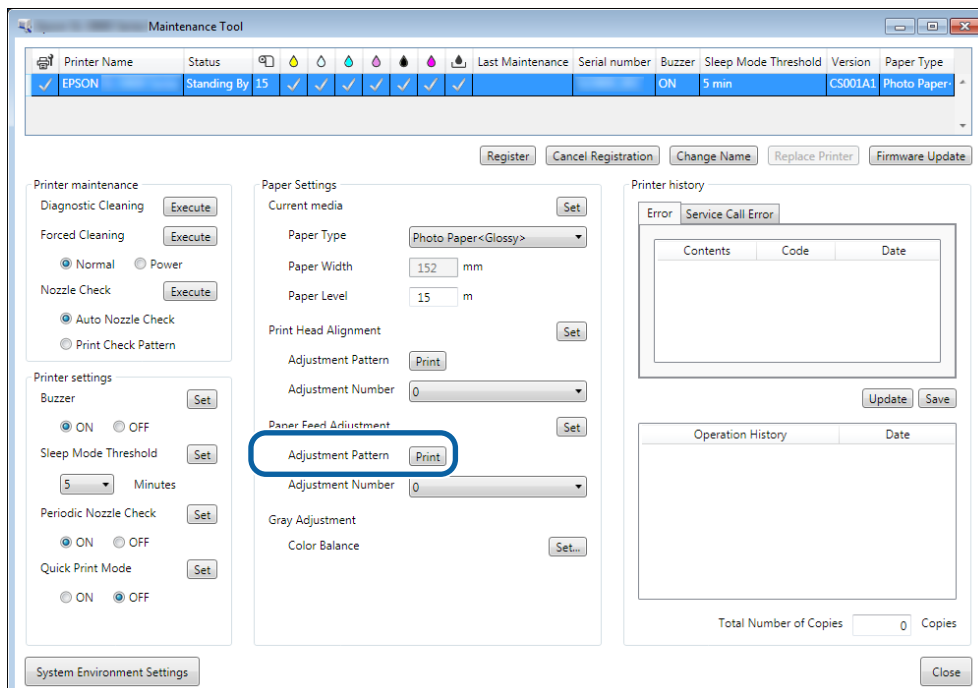 Maintenance Tool
Printer Name Status Last Maintenance Serial number Buzzer Sleep Mode Threshold Version Paper Type
EPSON Standing By 15 ON 5 min CS001A1 Photo Paper
Register Cancel Registration Change Name Replace Printer Firmware Update
Printer maintenance
Diagnostic Cleaning Execute
Forced Cleaning Execute
Normal Power
Nozzle Check Execute
Auto Nozzle Check
Print Check Pattern
Printer settings
Buzzer Set
ON OFF
Sleep Mode Threshold Set
5 Minutes
Periodic Nozzle Check Set
ON OFF
Quick Print Mode Set
ON OFF
Paper Settings
Current media Set
Paper Type Photo Paper<Glossy>
Paper Width 152 mm
Paper Level 15 m
Print Head Alignment Set
Adjustment Pattern Print
Adjustment Number 0
Paper Feed Adjustment Set
Adjustment Pattern Print
Adjustment Number 0
Gray Adjustment
Color Balance Set...
Printer history
Error Service Call Error
Contents Code Date
Update Save
Operation History Date
Total Number of Copies 0 Copies
System Environment Settings Close